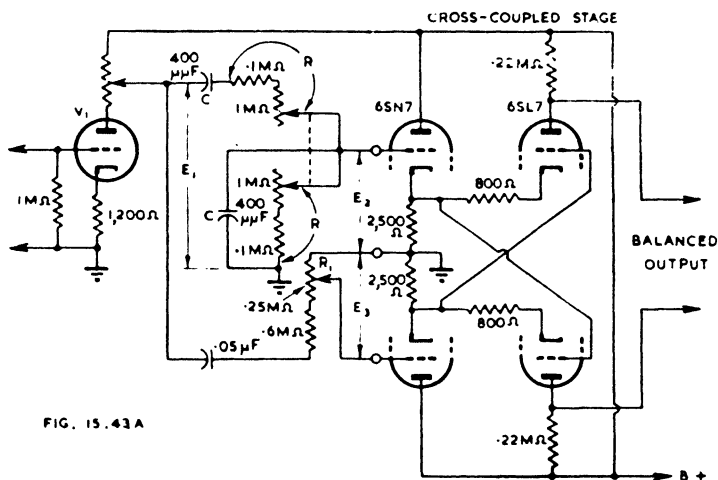 CROSS-COUPLED STAGE
400
μμF
C
.1MΩ
R
1MΩ
.22MΩ
6SN7
6SL7
V1
E1
1MΩ
1,200Ω
1MΩ
400
μμF
C
.1MΩ
R
E2
800Ω
2,500
Ω
2,500
Ω
BALANCED
OUTPUT
R1
.25MΩ
.6MΩ
E3
800Ω
.05μF
FIG. 15.43A
.22MΩ
B +